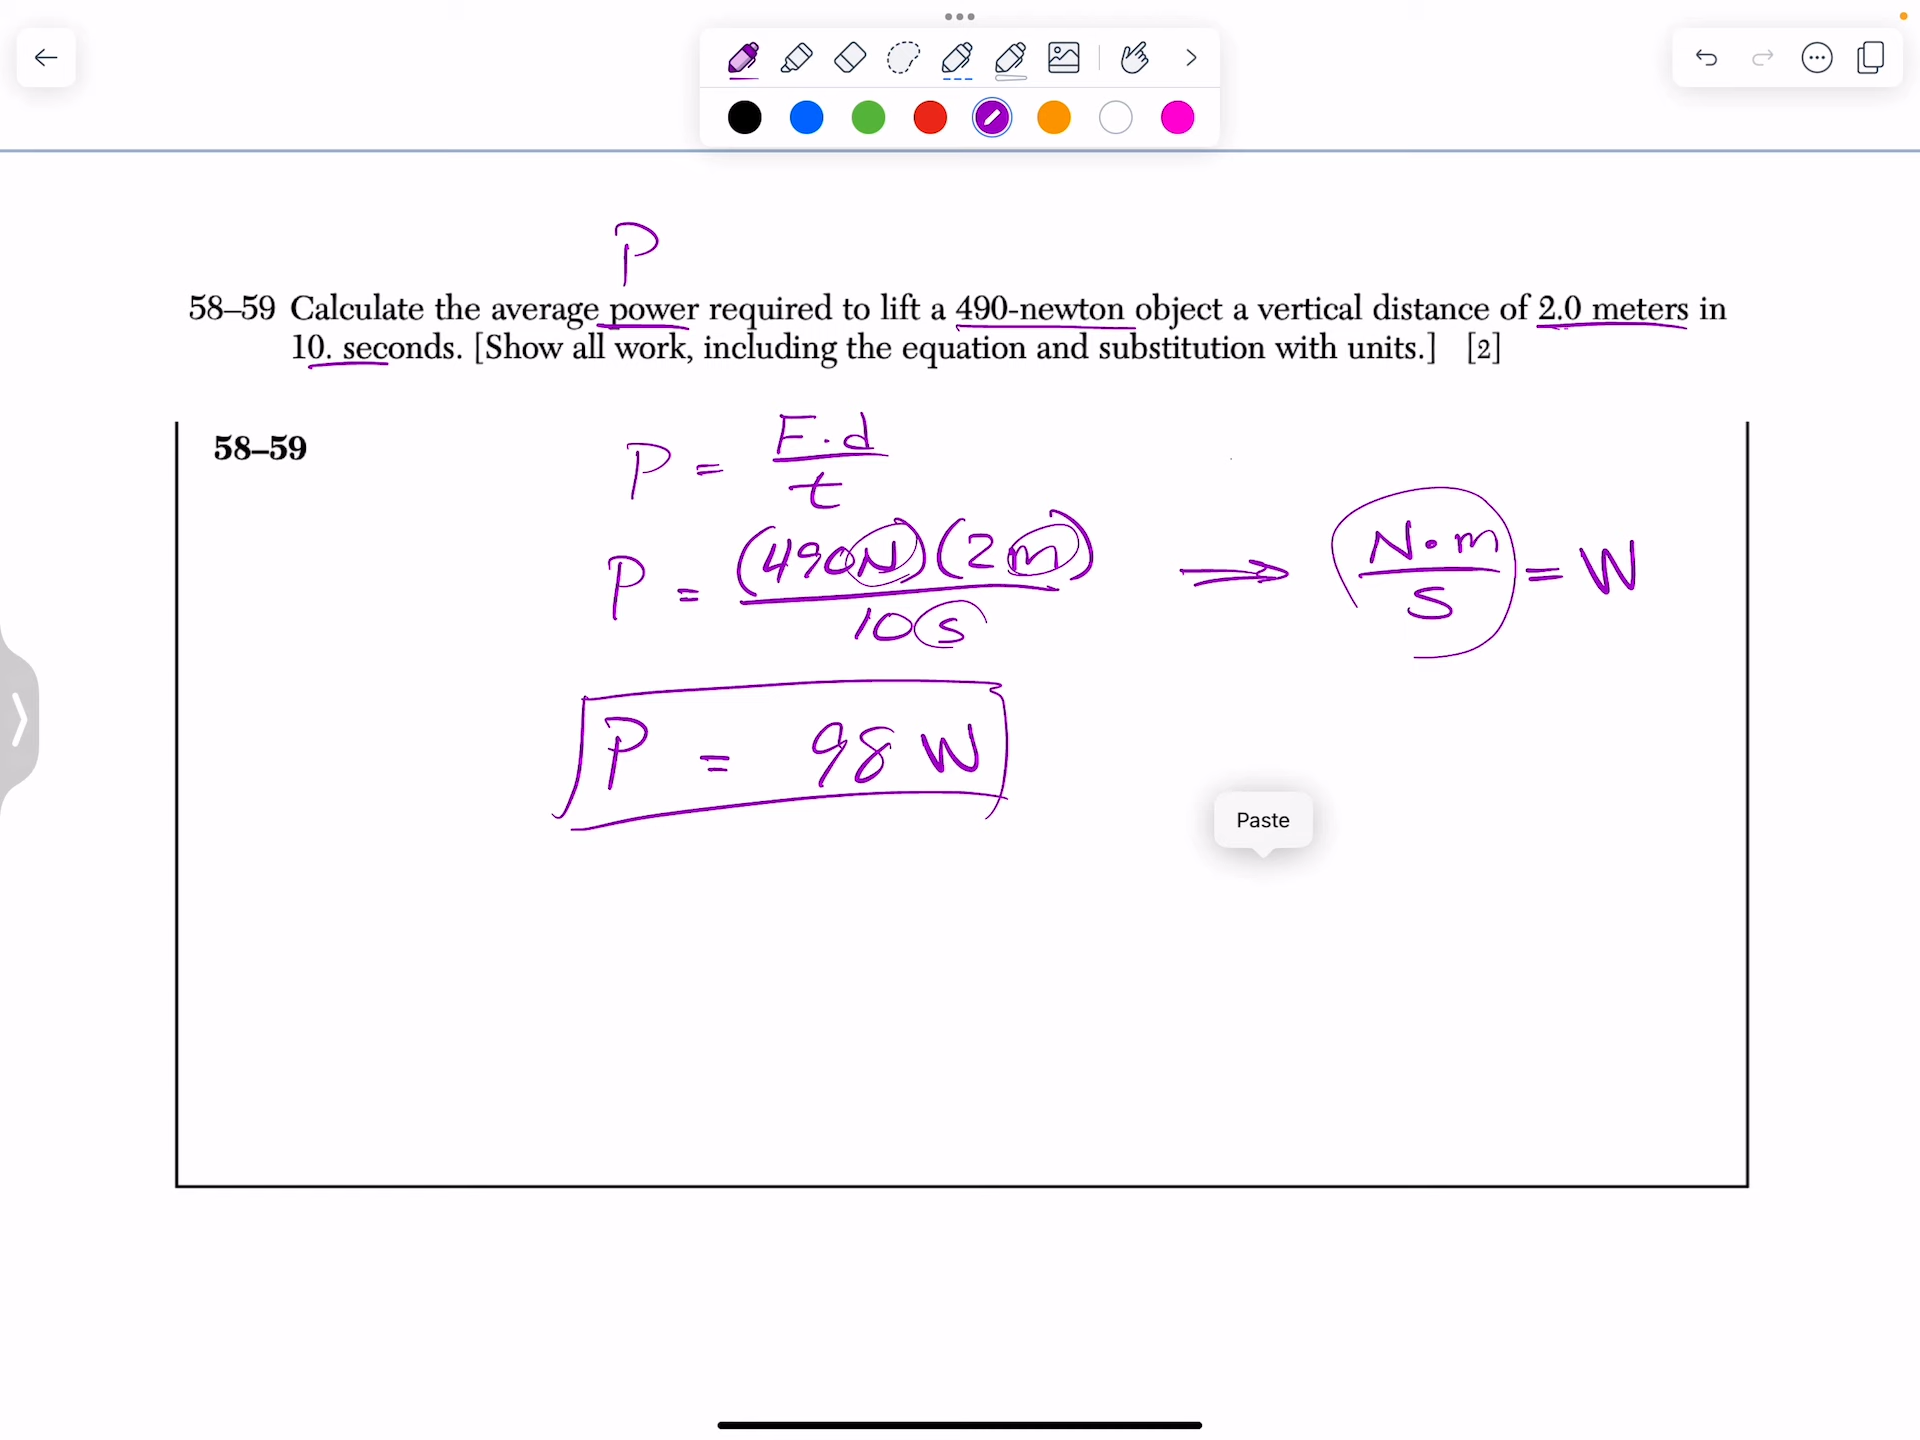 P
58–59 Calculate the average power required to lift a 490-newton object a vertical distance of 2.0 meters in
10. seconds. [Show all work, including the equation and substitution with units.] [2]
58–59
P = F·d / t
P = (490N)(2m) / 10s → N·m / s = W
P = 98 W
Paste